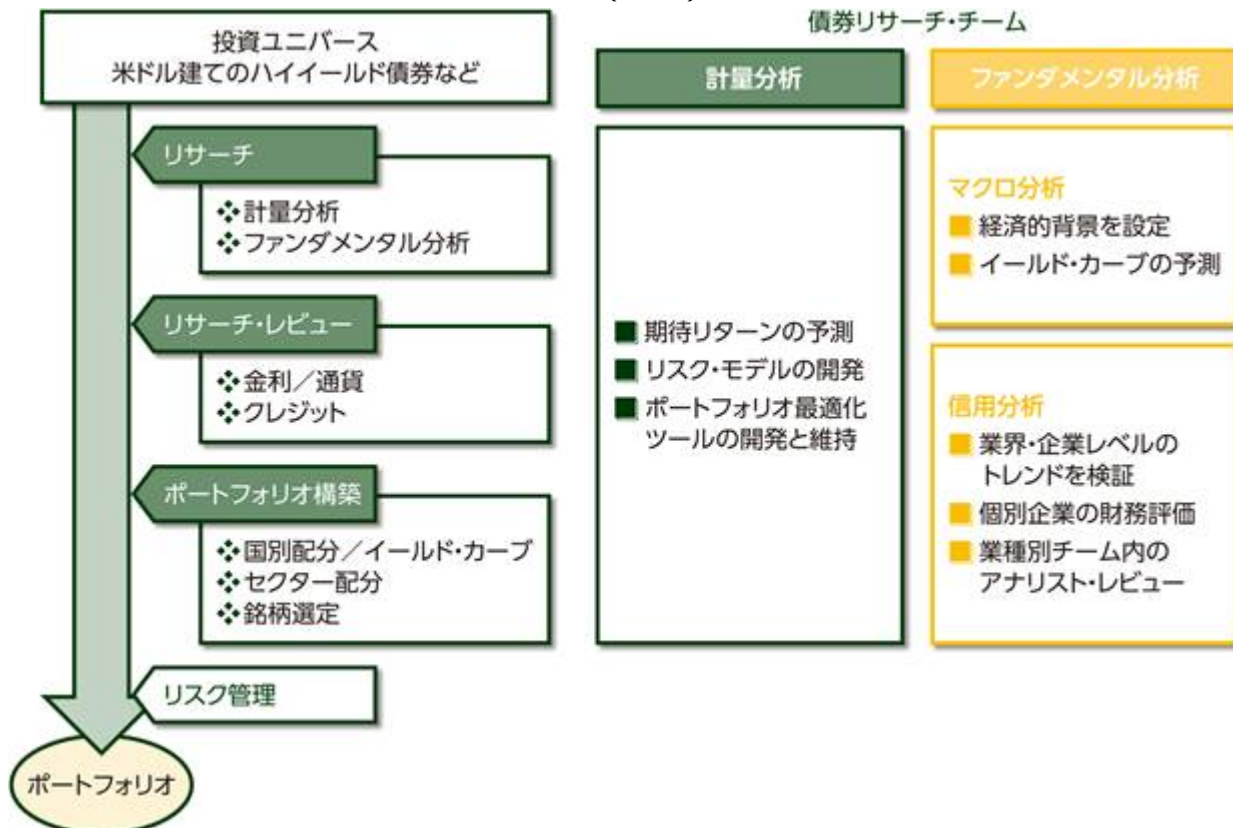 投資ユニバース
米ドル建てのハイイールド債券など
リサーチ
❖計量分析
❖ファンダメンタル分析
リサーチ・レビュー
❖金利／通貨
❖クレジット
ポートフォリオ構築
❖国別配分／イールド・カーブ
❖セクター配分
❖銘柄選定
リスク管理
ポートフォリオ
債券リサーチ・チーム
計量分析
■ 期待リターンの予測
■ リスク・モデルの開発
■ ポートフォリオ最適化
ツールの開発と維持
ファンダメンタル分析
マクロ分析
■ 経済的背景を設定
■ イールド・カーブの予測
信用分析
■ 業界・企業レベルの
トレンドを検証
■ 個別企業の財務評価
■ 業種別チーム内の
アナリスト・レビュー